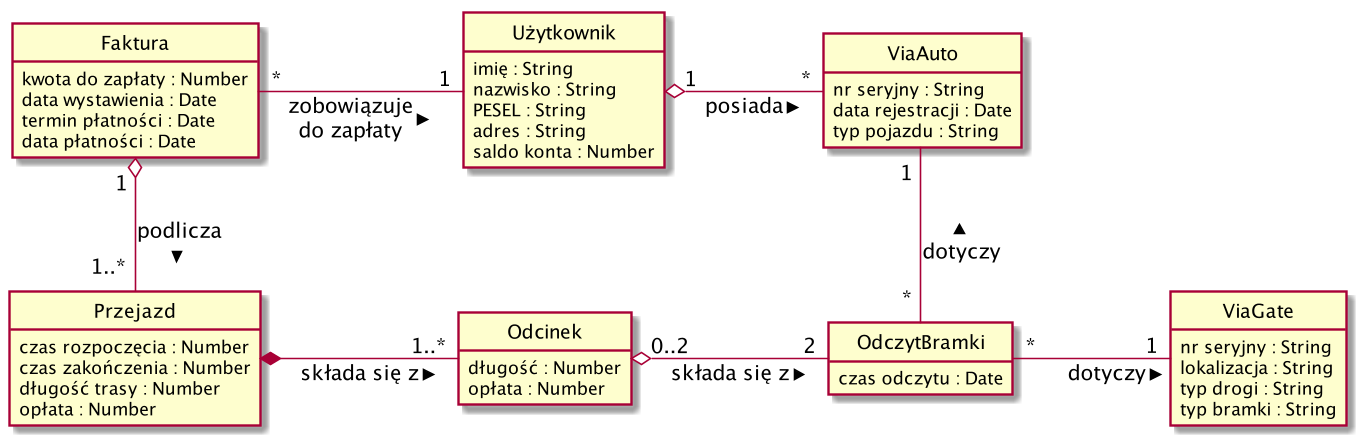 Faktura
kwota do zapłaty : Number
data wystawienia : Date
termin płatności : Date
data płatności : Date
*
1
zobowiązuje
do zapłaty
Użytkownik
imię : String
nazwisko : String
PESEL : String
adres : String
saldo konta : Number
1
*
posiada
ViaAuto
nr seryjny : String
data rejestracji : Date
typ pojazdu : String
1
podlicza
1..*
1
dotyczy
*
Przejazd
czas rozpoczęcia : Number
czas zakończenia : Number
długość trasy : Number
opłata : Number
1..*
składa się z
Odcinek
długość : Number
opłata : Number
0..2
2
składa się z
OdczytBramki
czas odczytu : Date
*
1
dotyczy
ViaGate
nr seryjny : String
lokalizacja : String
typ drogi : String
typ bramki : String